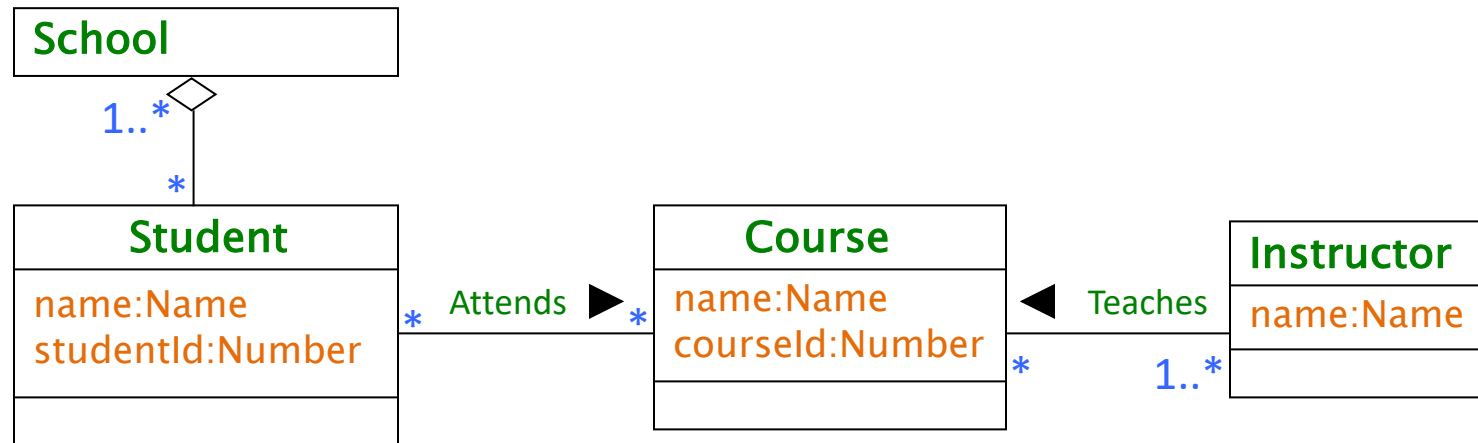 School
1..*
*
Student
name:Name
studentId:Number
* Attends *
Course
name:Name
courseId:Number
Teaches
* 1..*
Instructor
name:Name